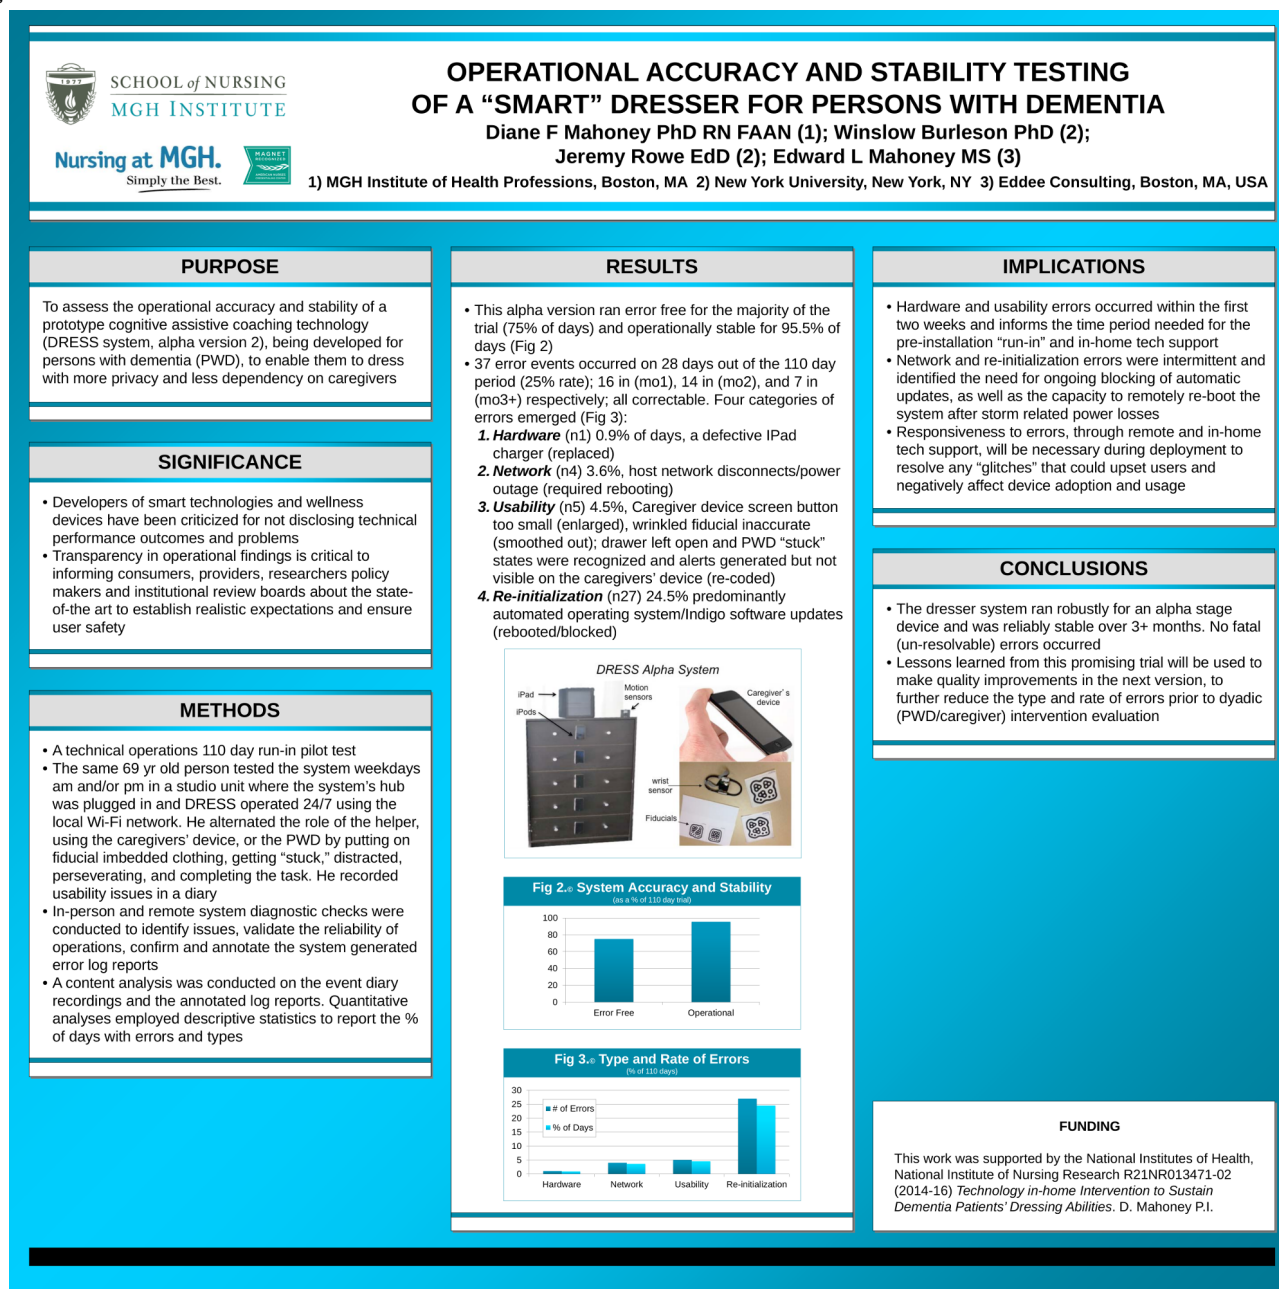 1977
SCHOOL of NURSING
MGH INSTITUTE
Nursing at MGH.
Simply the Best.
MAGNET
RECOGNIZED
OPERATIONAL ACCURACY AND STABILITY TESTING
OF A “SMART” DRESSER FOR PERSONS WITH DEMENTIA
Diane F Mahoney PhD RN FAAN (1); Winslow Burleson PhD (2);
Jeremy Rowe EdD (2); Edward L Mahoney MS (3)
1) MGH Institute of Health Professions, Boston, MA 2) New York University, New York, NY 3) Eddee Consulting, Boston, MA, USA
PURPOSE
To assess the operational accuracy and stability of a
prototype cognitive assistive coaching technology
(DRESS system, alpha version 2), being developed for
persons with dementia (PWD), to enable them to dress
with more privacy and less dependency on caregivers
SIGNIFICANCE
• Developers of smart technologies and wellness
devices have been criticized for not disclosing technical
performance outcomes and problems
• Transparency in operational findings is critical to
informing consumers, providers, researchers policy
makers and institutional review boards about the state-
of-the art to establish realistic expectations and ensure
user safety
METHODS
• A technical operations 110 day run-in pilot test
• The same 69 yr old person tested the system weekdays
am and/or pm in a studio unit where the system’s hub
was plugged in and DRESS operated 24/7 using the
local Wi-Fi network. He alternated the role of the helper,
using the caregivers’ device, or the PWD by putting on
fiducial imbedded clothing, getting “stuck,” distracted,
perseverating, and completing the task. He recorded
usability issues in a diary
• In-person and remote system diagnostic checks were
conducted to identify issues, validate the reliability of
operations, confirm and annotate the system generated
error log reports
• A content analysis was conducted on the event diary
recordings and the annotated log reports. Quantitative
analyses employed descriptive statistics to report the %
of days with errors and types
RESULTS
• This alpha version ran error free for the majority of the
trial (75% of days) and operationally stable for 95.5% of
days (Fig 2)
• 37 error events occurred on 28 days out of the 110 day
period (25% rate); 16 in (mo1), 14 in (mo2), and 7 in
(mo3+) respectively; all correctable. Four categories of
errors emerged (Fig 3):
1. Hardware (n1) 0.9% of days, a defective IPad
charger (replaced)
2. Network (n4) 3.6%, host network disconnects/power
outage (required rebooting)
3. Usability (n5) 4.5%, Caregiver device screen button
too small (enlarged), wrinkled fiducial inaccurate
(smoothed out); drawer left open and PWD “stuck”
states were recognized and alerts generated but not
visible on the caregivers’ device (re-coded)
4. Re-initialization (n27) 24.5% predominantly
automated operating system/Indigo software updates
(rebooted/blocked)
DRESS Alpha System
iPad
Motion
sensors
iPods
Caregiver`s
device
wrist
sensor
Fiducials
Fig 2.© System Accuracy and Stability
(as a % of 110 day trial)
100
80
60
40
20
0
Error Free Operational
Fig 3.© Type and Rate of Errors
(% of 110 days)
30
25
20
15
10
5
0
# of Errors
% of Days
Hardware Network Usability Re-initialization
IMPLICATIONS
• Hardware and usability errors occurred within the first
two weeks and informs the time period needed for the
pre-installation “run-in” and in-home tech support
• Network and re-initialization errors were intermittent and
identified the need for ongoing blocking of automatic
updates, as well as the capacity to remotely re-boot the
system after storm related power losses
• Responsiveness to errors, through remote and in-home
tech support, will be necessary during deployment to
resolve any “glitches” that could upset users and
negatively affect device adoption and usage
CONCLUSIONS
• The dresser system ran robustly for an alpha stage
device and was reliably stable over 3+ months. No fatal
(un-resolvable) errors occurred
• Lessons learned from this promising trial will be used to
make quality improvements in the next version, to
further reduce the type and rate of errors prior to dyadic
(PWD/caregiver) intervention evaluation
FUNDING
This work was supported by the National Institutes of Health,
National Institute of Nursing Research R21NR013471-02
(2014-16) Technology in-home Intervention to Sustain
Dementia Patients’ Dressing Abilities. D. Mahoney P.I.